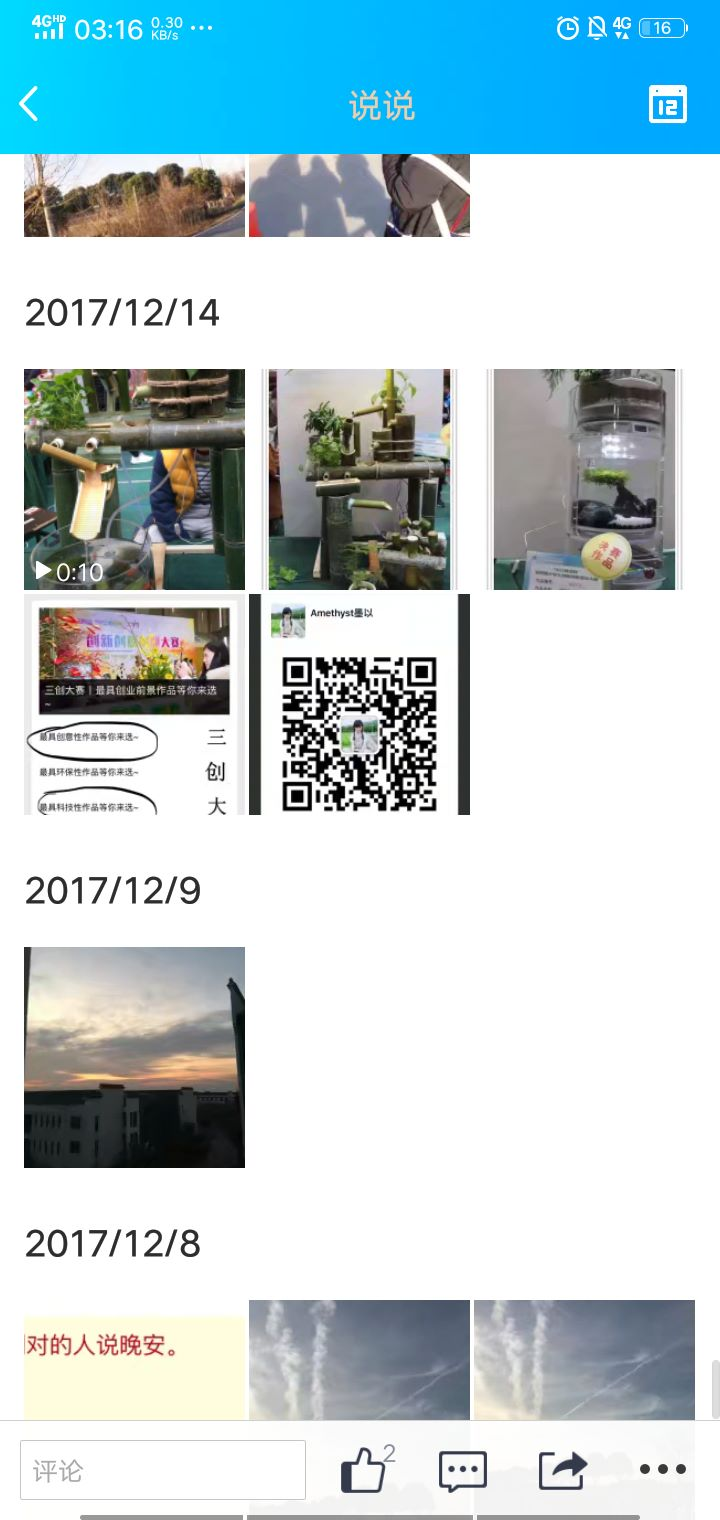 4G HD 03:16 0.30 KB/s ... 4G 16
说说
12
2017/12/14
0:10
决赛
作品
创新创意创业大赛
三创大赛｜最具创业前景作品等你来选
~
最具创意性作品等你来选~
三
最具环保性作品等你来选~
创
最具科技性作品等你来选~
大
Amethyst墨以
2017/12/9
2017/12/8
对的人说晚安。
评论
2